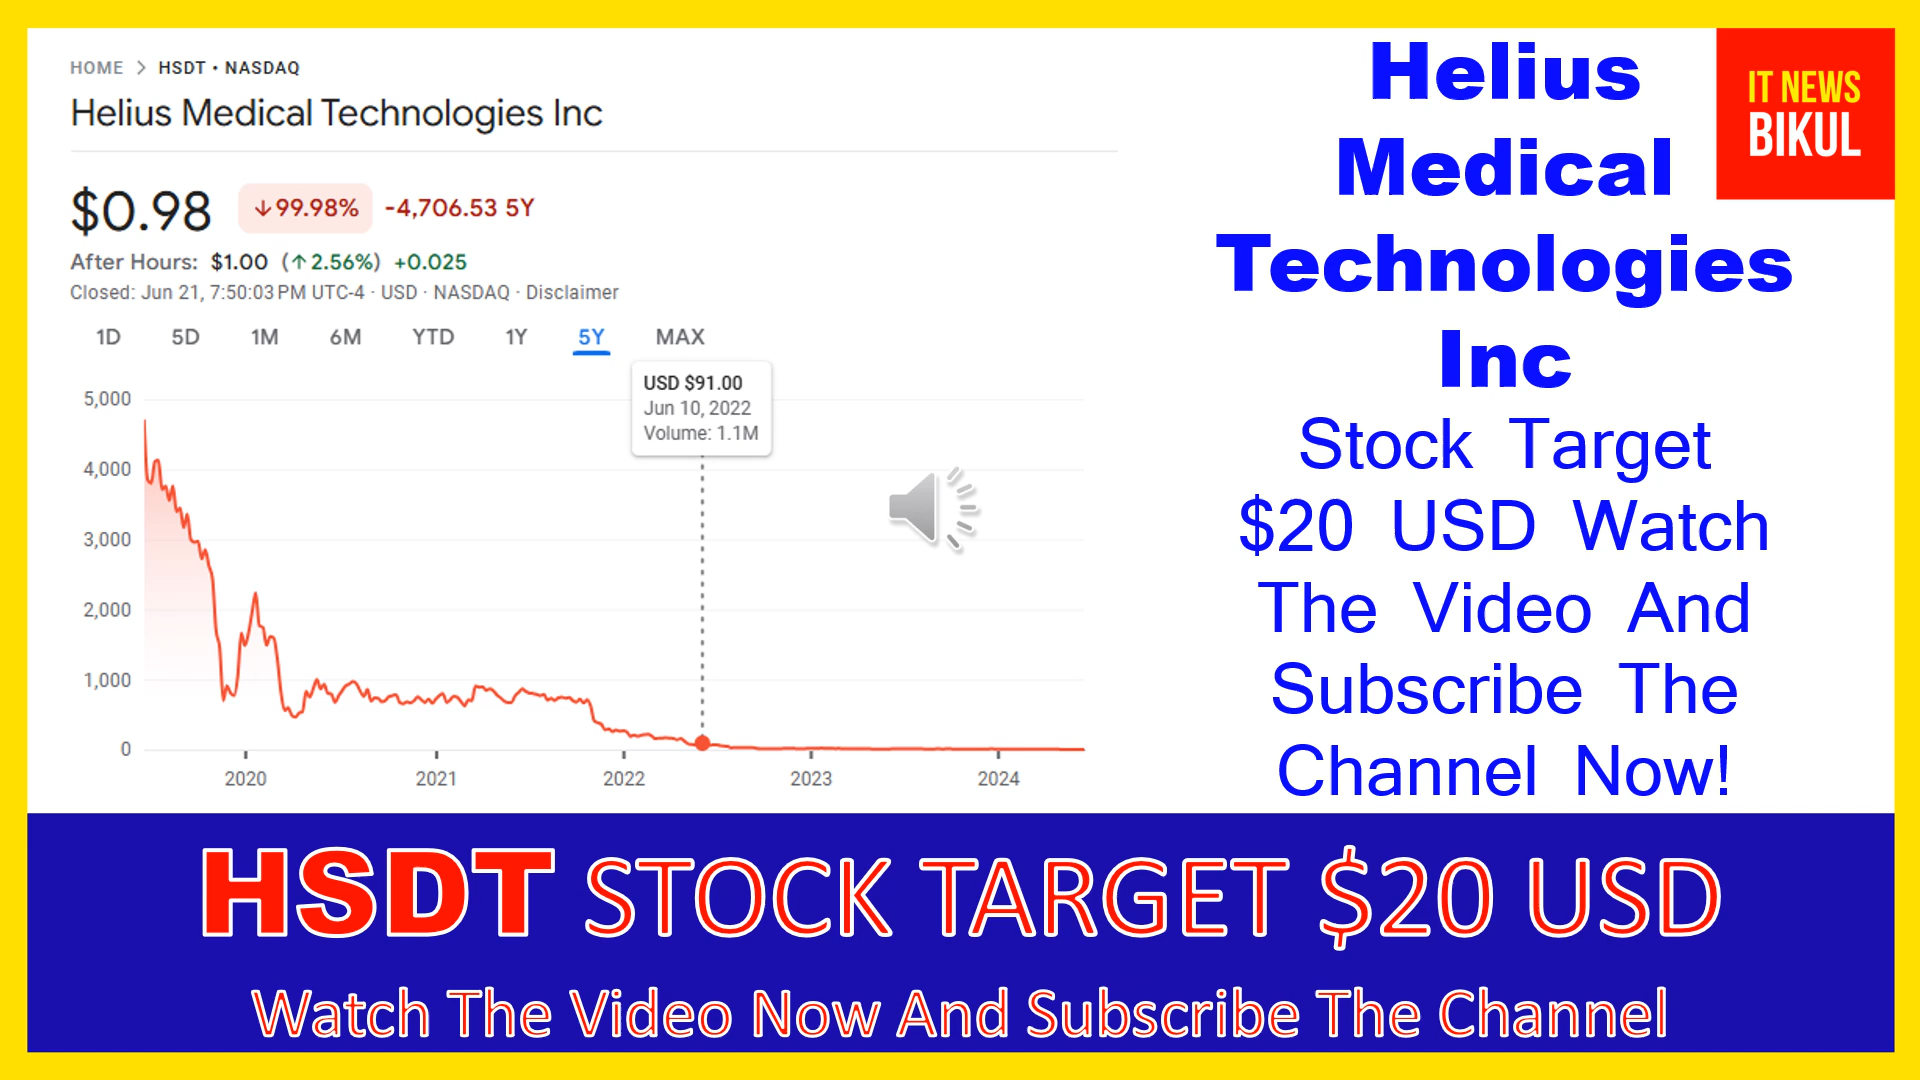 HOME > HSDT • NASDAQ
Helius Medical Technologies Inc
$0.98 ↓99.98% -4,706.53 5Y
After Hours: $1.00 (↑2.56%) +0.025
Closed: Jun 21, 7:50:03 PM UTC-4 · USD · NASDAQ · Disclaimer
1D 5D 1M 6M YTD 1Y 5Y MAX
USD $91.00
Jun 10, 2022
Volume: 1.1M
5,000
4,000
3,000
2,000
1,000
0
2020 2021 2022 2023 2024
Helius
Medical
Technologies
Inc
Stock Target
$20 USD Watch
The Video And
Subscribe The
Channel Now!
IT NEWS
BIKUL
HSDT STOCK TARGET $20 USD
Watch The Video Now And Subscribe The Channel